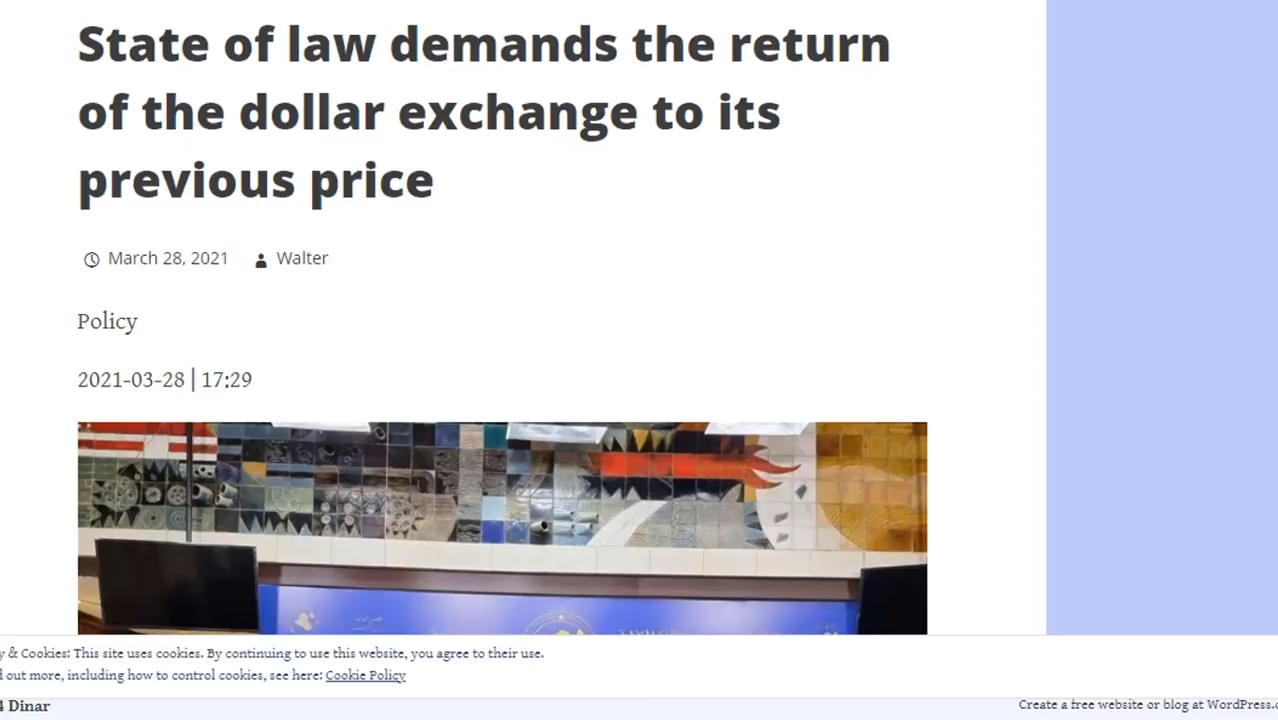 State of law demands the return
of the dollar exchange to its
previous price
March 28, 2021 Walter
Policy
2021-03-28 | 17:29
y & Cookies: This site uses cookies. By continuing to use this website, you agree to their use.
d out more, including how to control cookies, see here: Cookie Policy
4 Dinar
Create a free website or blog at WordPress.c